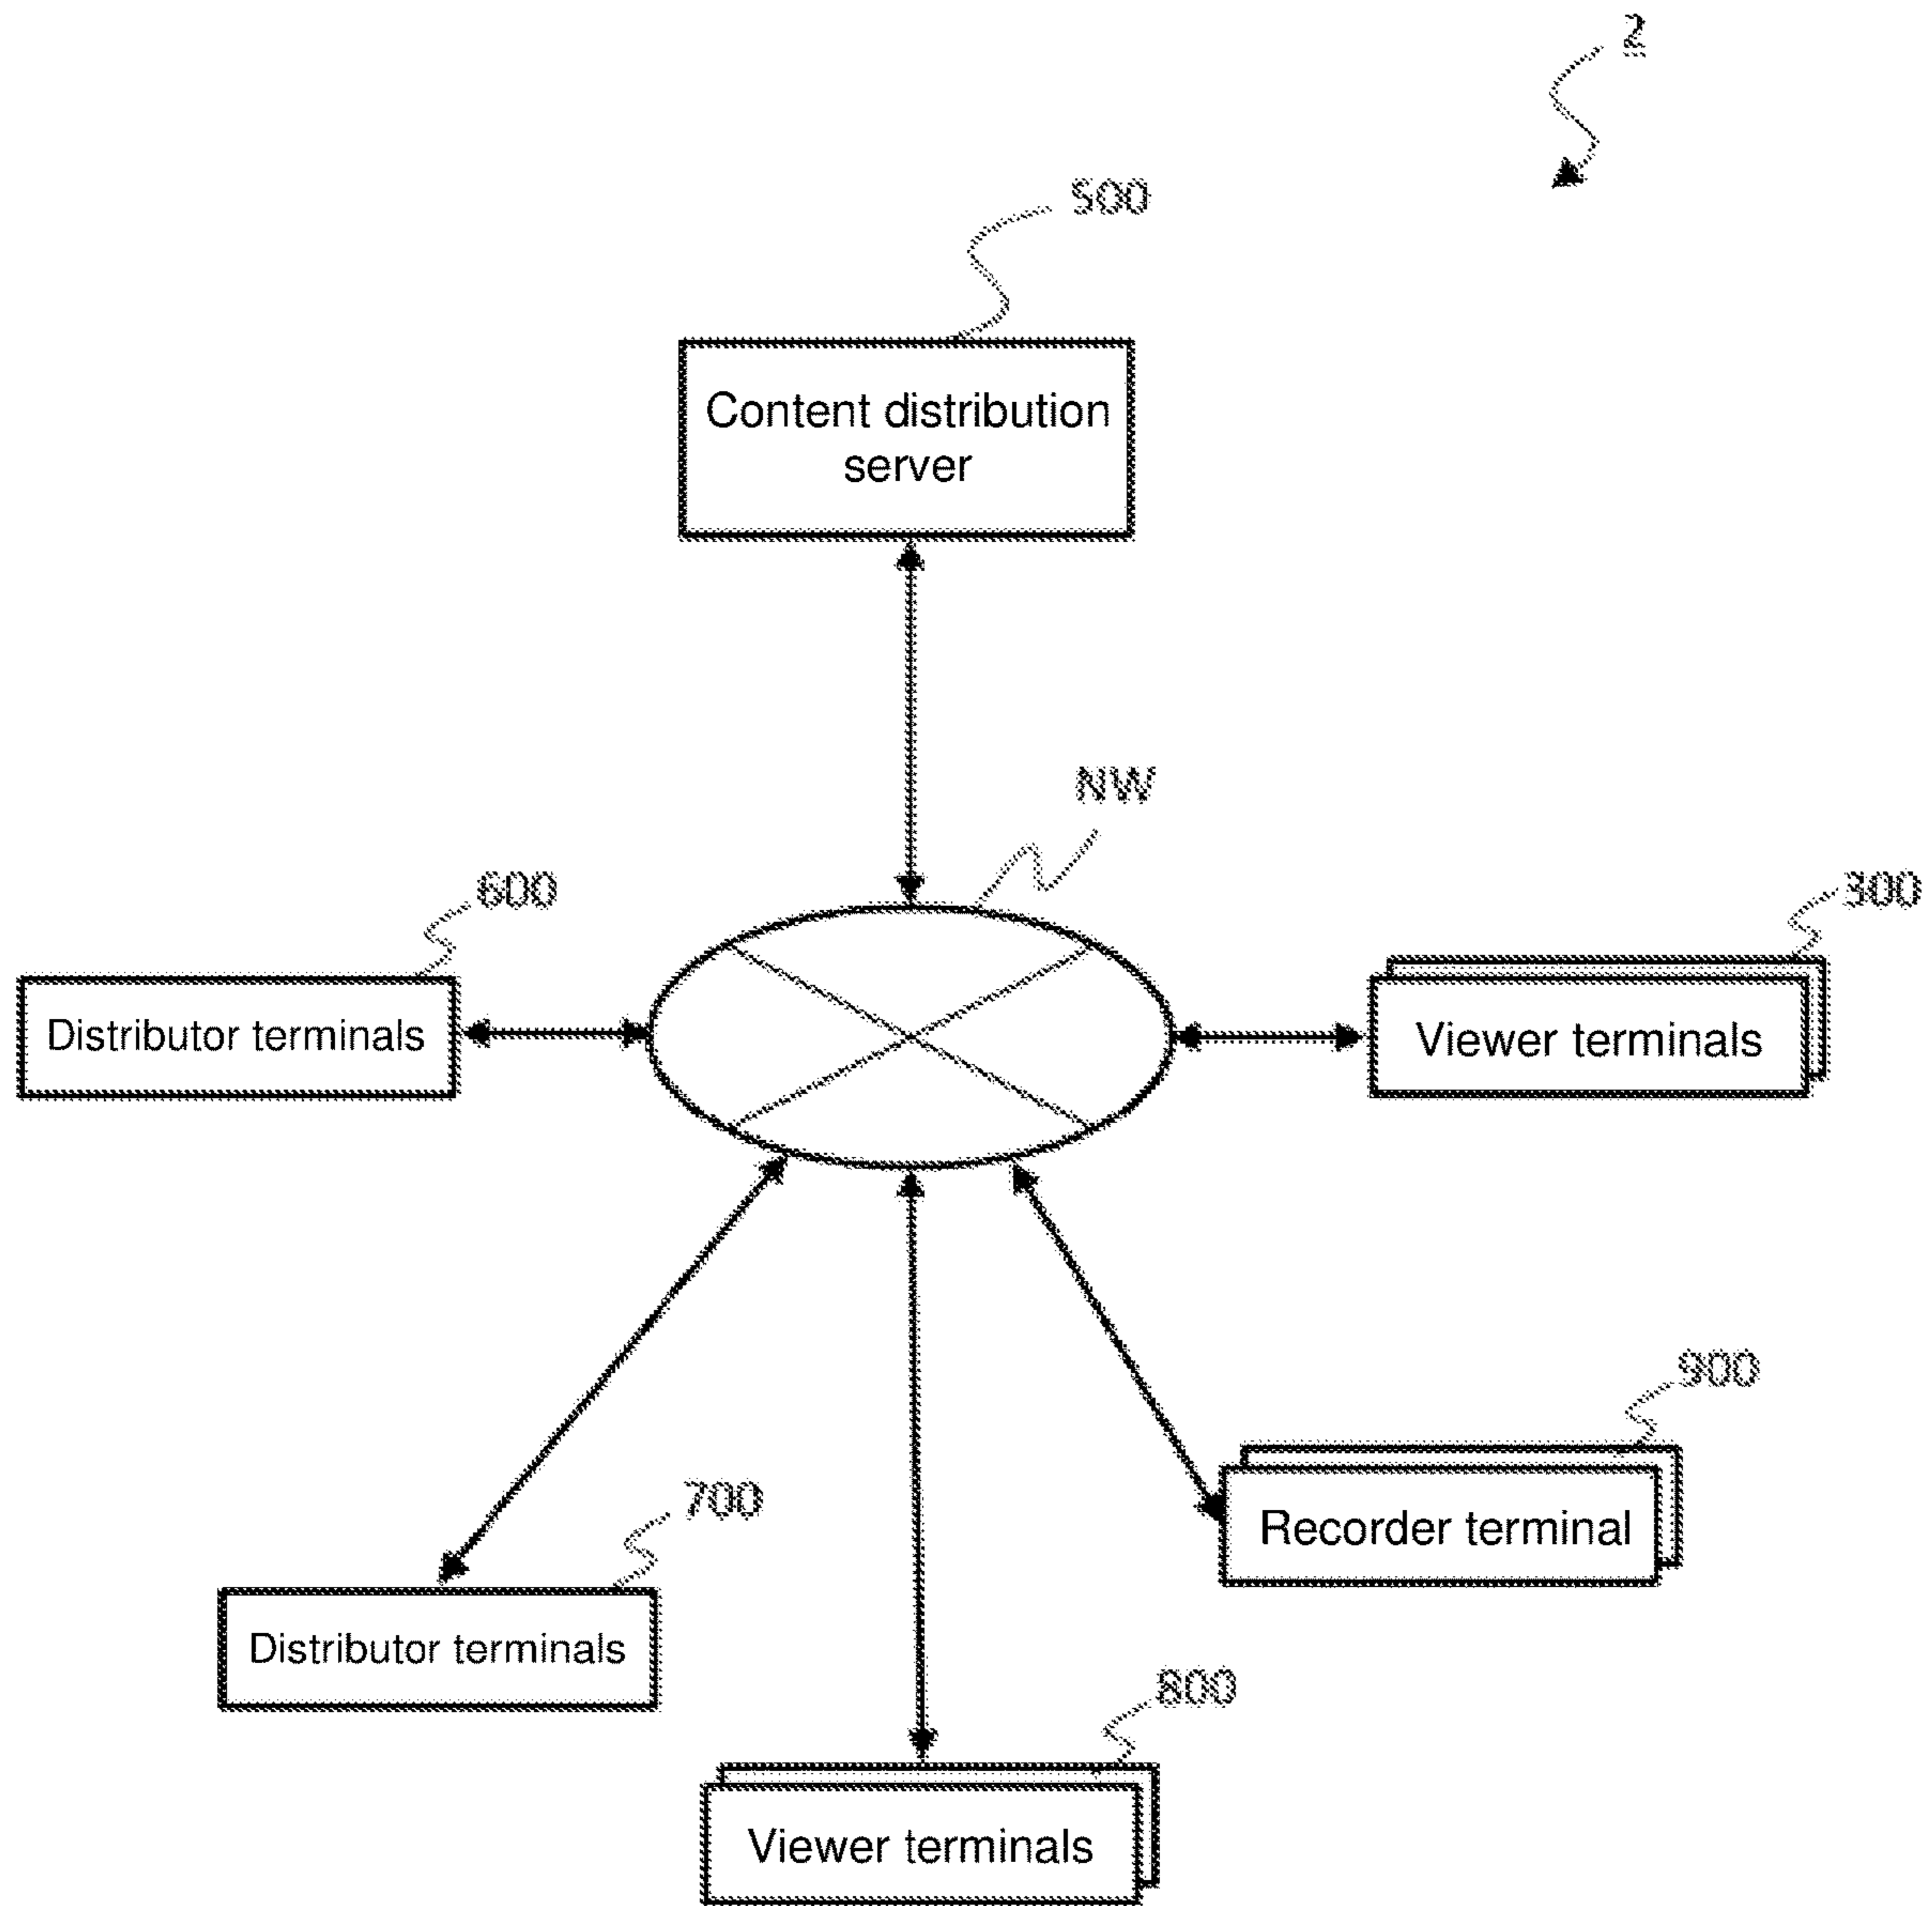 2
500
Content distribution
server
NW
600
300
Distributor terminals
Viewer terminals
900
Recorder terminal
700
Distributor terminals
800
Viewer terminals